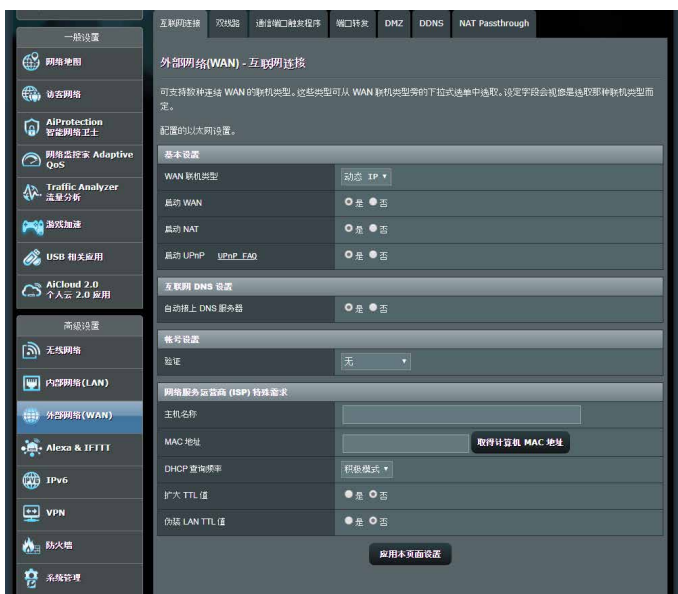 一般设置
网络地图
访客网络
AiProtection
智能网络卫士
网络监控家 Adaptive
QoS
Traffic Analyzer
流量分析
游戏加速
USB 相关应用
AiCloud 2.0
个人云 2.0 应用
高级设置
无线网络
内部网络(LAN)
外部网络(WAN)
Alexa & IFTTT
IPv6
VPN
防火墙
系统管理
互联网连接 双线路 通信端口触发程序 端口转发 DMZ DDNS NAT Passthrough
外部网络(WAN) - 互联网连接
可支持数种连结 WAN 的联机类型。这些类型可从 WAN 联机类型旁的下拉式选单中选取。设定字段会视您是选取那种联机类型而
定。
配置的以太网设置。
基本设置
WAN 联机类型 动态 IP
启动 WAN 是 否
启动 NAT 是 否
启动 UPnP UPnP FAQ 是 否
互联网 DNS 设置
自动接上 DNS 服务器 是 否
帐号设置
验证 无
网络服务运营商 (ISP) 特殊需求
主机名称
MAC 地址 取得计算机 MAC 地址
DHCP 查询频率 积极模式
扩大 TTL 值 是 否
伪装 LAN TTL 值 是 否
应用本页面设置